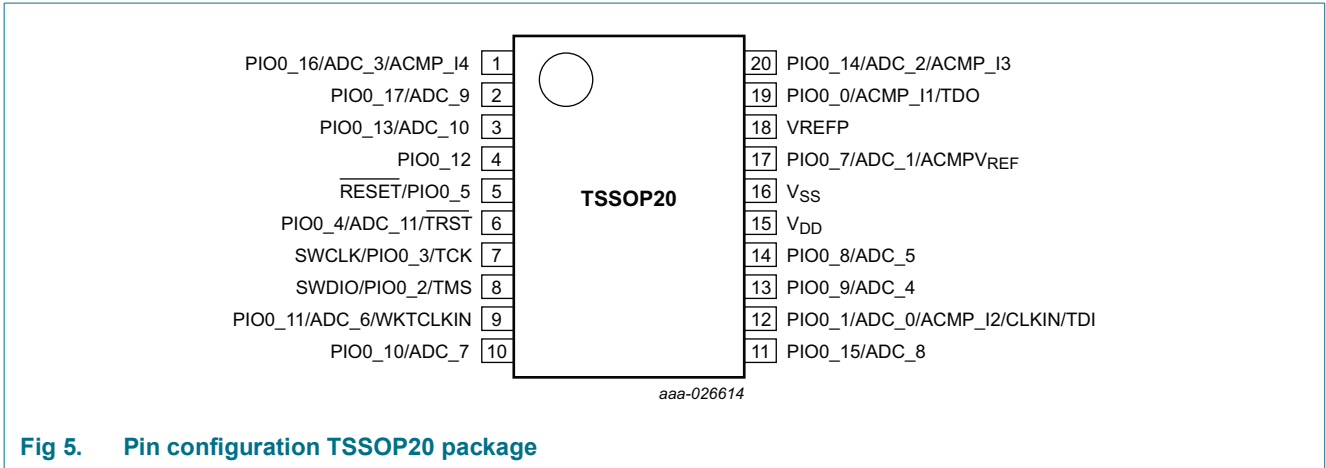 PIO0_16/ADC_3/ACMP_I4 1
PIO0_17/ADC_9 2
PIO0_13/ADC_10 3
PIO0_12 4
RESET/PIO0_5 5
PIO0_4/ADC_11/TRST 6
SWCLK/PIO0_3/TCK 7
SWDIO/PIO0_2/TMS 8
PIO0_11/ADC_6/WKTCLKIN 9
PIO0_10/ADC_7 10
TSSOP20
20 PIO0_14/ADC_2/ACMP_I3
19 PIO0_0/ACMP_I1/TDO
18 VREFP
17 PIO0_7/ADC_1/ACMPVREF
16 VSS
15 VDD
14 PIO0_8/ADC_5
13 PIO0_9/ADC_4
12 PIO0_1/ADC_0/ACMP_I2/CLKIN/TDI
11 PIO0_15/ADC_8
aaa-026614
Fig 5. Pin configuration TSSOP20 package